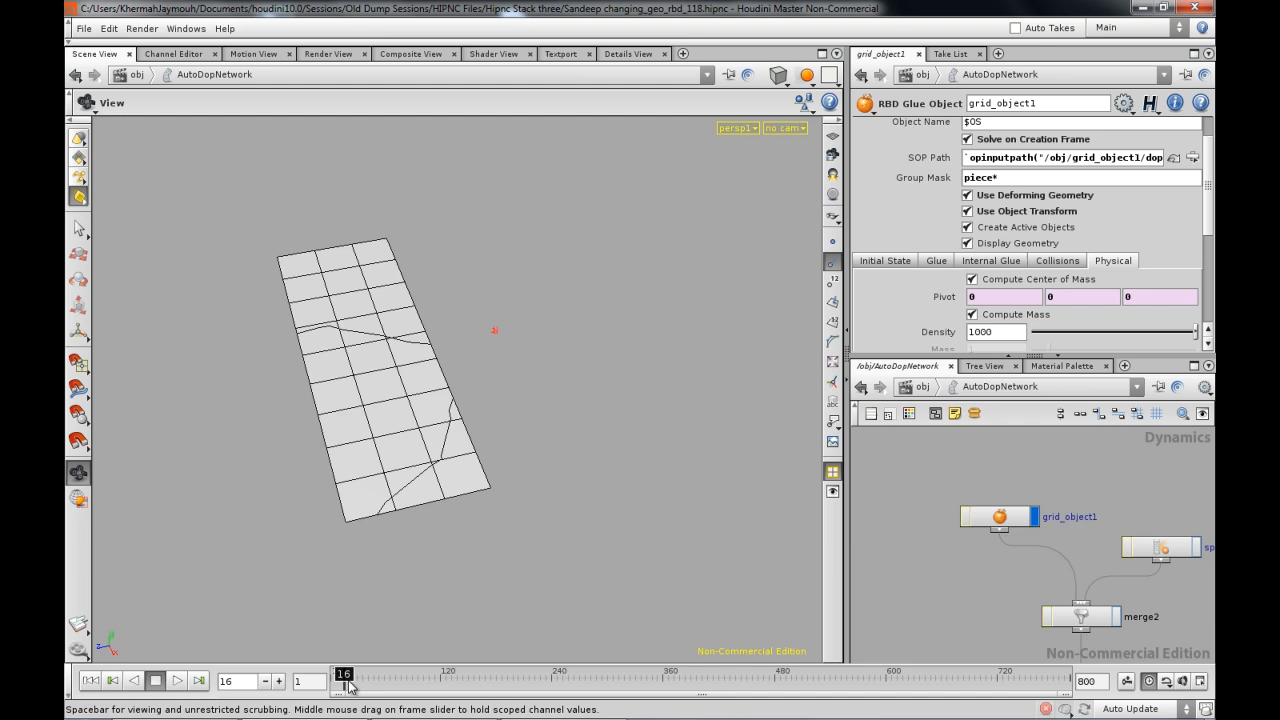 C:/Users/KhermahJaymouh/Documents/houdini10.0/Sessions/Old Dump Sessions/HIPNC Files/Hipnc Stack three/Sandeep changing_geo_rbd_118.hipnc - Houdini Master Non-Commercial
File Edit Render Windows Help Auto Takes Main
Scene View Channel Editor Motion View Render View Composite View Shader View Textport Details View
obj AutoDopNetwork
View
persp1 no cam
Non-Commercial Edition
grid_object1 Take List
obj AutoDopNetwork
RBD Glue Object grid_object1
Object Name $OS
Solve on Creation Frame
SOP Path `opinputpath("/obj/grid_object1/dop
Group Mask piece*
Use Deforming Geometry
Use Object Transform
Create Active Objects
Display Geometry
Initial State Glue Internal Glue Collisions Physical
Compute Center of Mass
Pivot 0 0 0
Compute Mass
Density 1000
Mass
/obj/AutoDopNetwork Tree View Material Palette
obj AutoDopNetwork
Dynamics
grid_object1
sp
merge2
Non-Commercial Edition
16 1 16 120 240 360 480 600 720 800
Spacebar for viewing and unrestricted scrubbing. Middle mouse drag on frame slider to hold scoped channel values. Auto Update